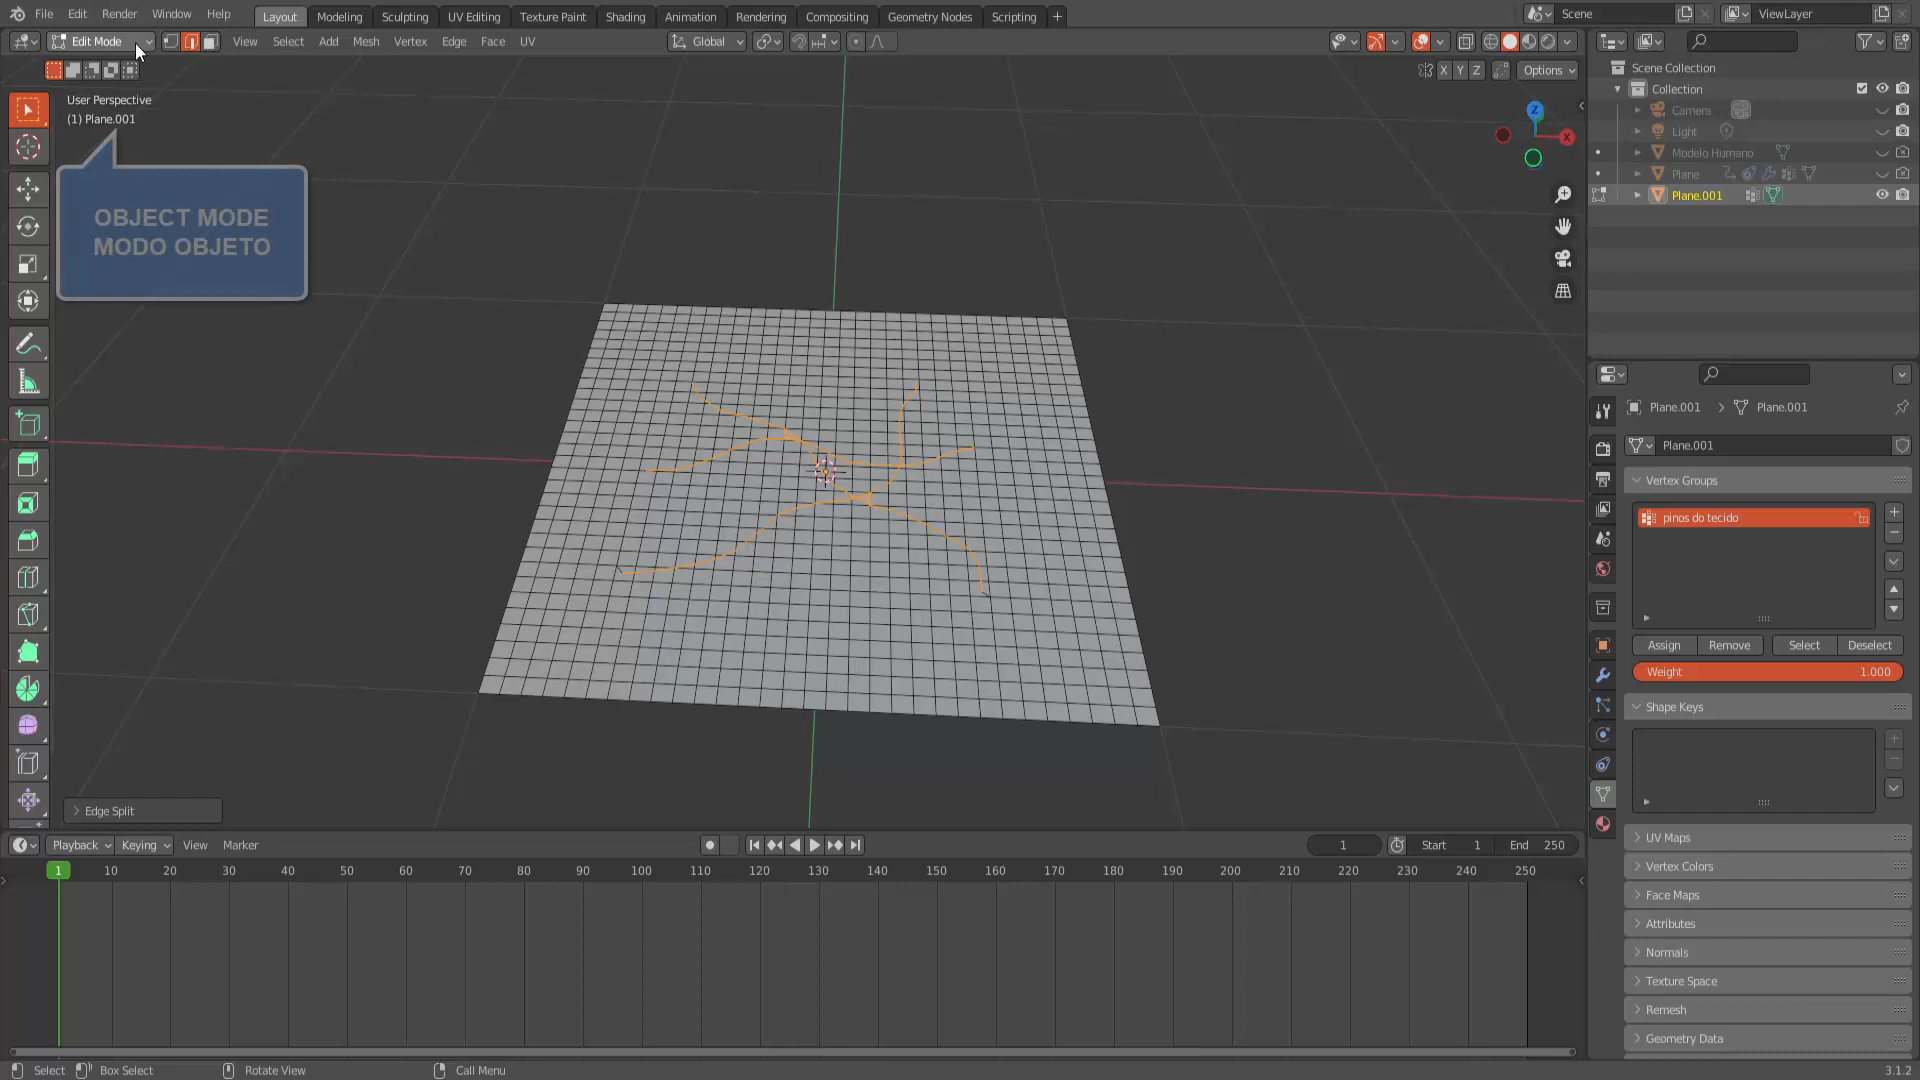 File Edit Render Window Help Layout Modeling Sculpting UV Editing Texture Paint Shading Animation Rendering Compositing Geometry Nodes Scripting + Scene ViewLayer
Edit Mode View Select Add Mesh Vertex Edge Face UV Global
X Y Z Options
User Perspective
(1) Plane.001
OBJECT MODE
MODO OBJETO
Z
X
Edge Split
Scene Collection
Collection
Camera
Light
Modelo Humano
Plane
Plane.001
Plane.001 > Plane.001
Plane.001
Vertex Groups
pinos do tecido
Assign Remove Select Deselect
Weight 1.000
Shape Keys
UV Maps
Vertex Colors
Face Maps
Attributes
Normals
Texture Space
Remesh
Geometry Data
Playback Keying View Marker 1 Start 1 End 250
1 10 20 30 40 50 60 70 80 90 100 110 120 130 140 150 160 170 180 190 200 210 220 230 240 250
Select Box Select Rotate View Call Menu 3.1.2